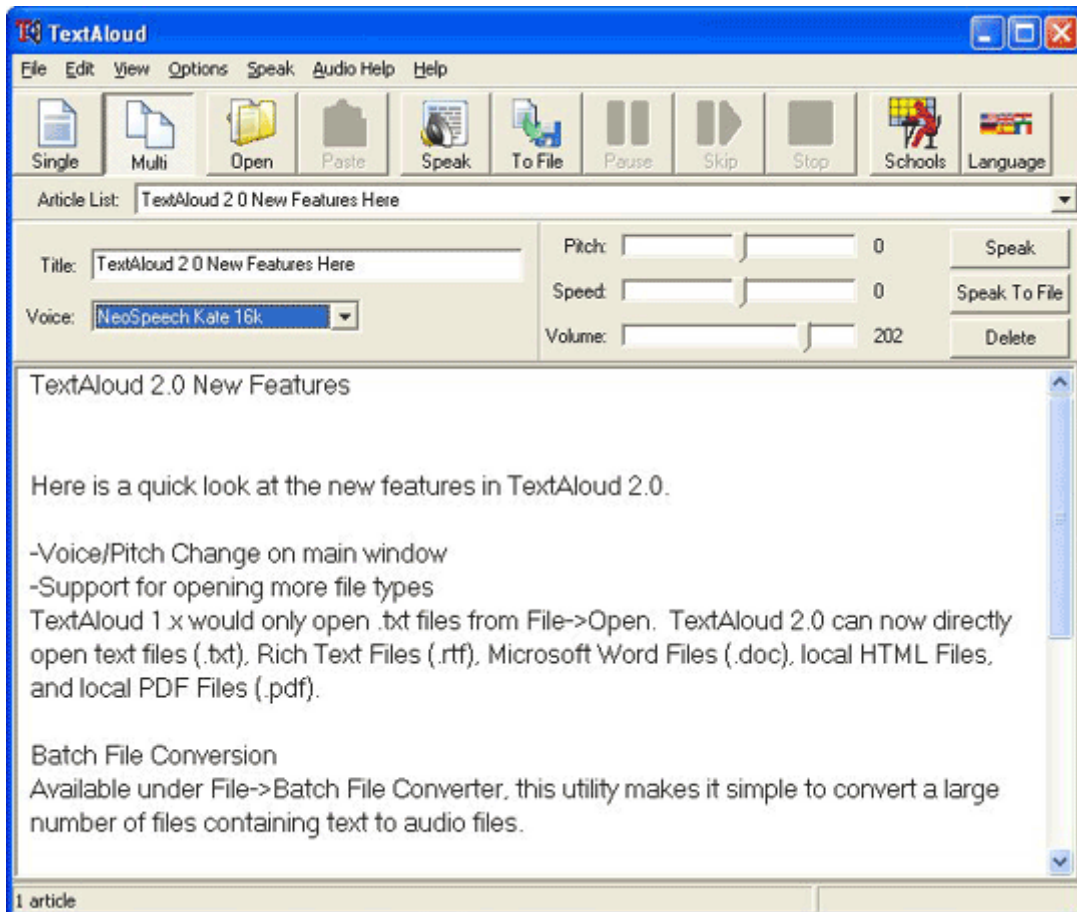 TextAloud
File Edit View Options Speak Audio Help Help
Single Multi Open Paste Speak To File Pause Skip Stop Schools Language
Article List: TextAloud 2 0 New Features Here
Title: TextAloud 2 0 New Features Here
Voice: NeoSpeech Kate 16k
Pitch: 0 Speak
Speed: 0 Speak To File
Volume: 202 Delete
TextAloud 2.0 New Features
Here is a quick look at the new features in TextAloud 2.0.
-Voice/Pitch Change on main window
-Support for opening more file types
TextAloud 1.x would only open .txt files from File->Open. TextAloud 2.0 can now directly
open text files (.txt), Rich Text Files (.rtf), Microsoft Word Files (.doc), local HTML Files,
and local PDF Files (.pdf).
Batch File Conversion
Available under File->Batch File Converter, this utility makes it simple to convert a large
number of files containing text to audio files.
1 article